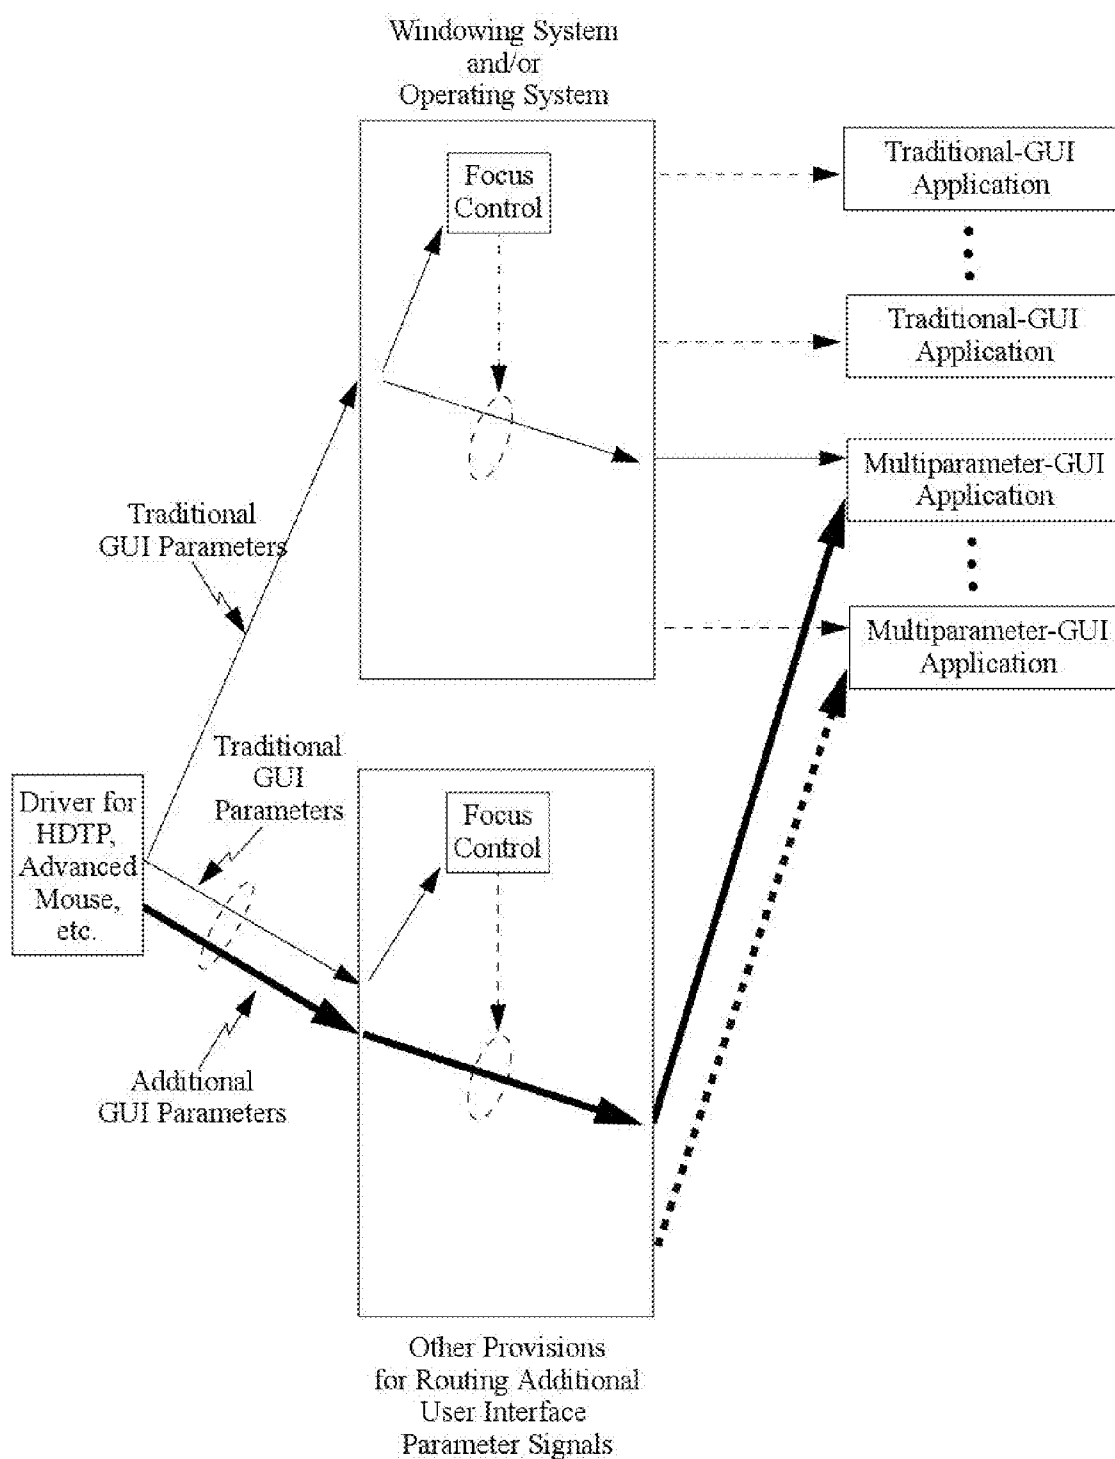 Windowing System
and/or
Operating System
Focus
Control
Traditional-GUI
Application
Traditional-GUI
Application
Multiparameter-GUI
Application
Multiparameter-GUI
Application
Traditional
GUI Parameters
Traditional
GUI
Parameters
Driver for
HDTP,
Advanced
Mouse,
etc.
Focus
Control
Additional
GUI Parameters
Other Provisions
for Routing Additional
User Interface
Parameter Signals